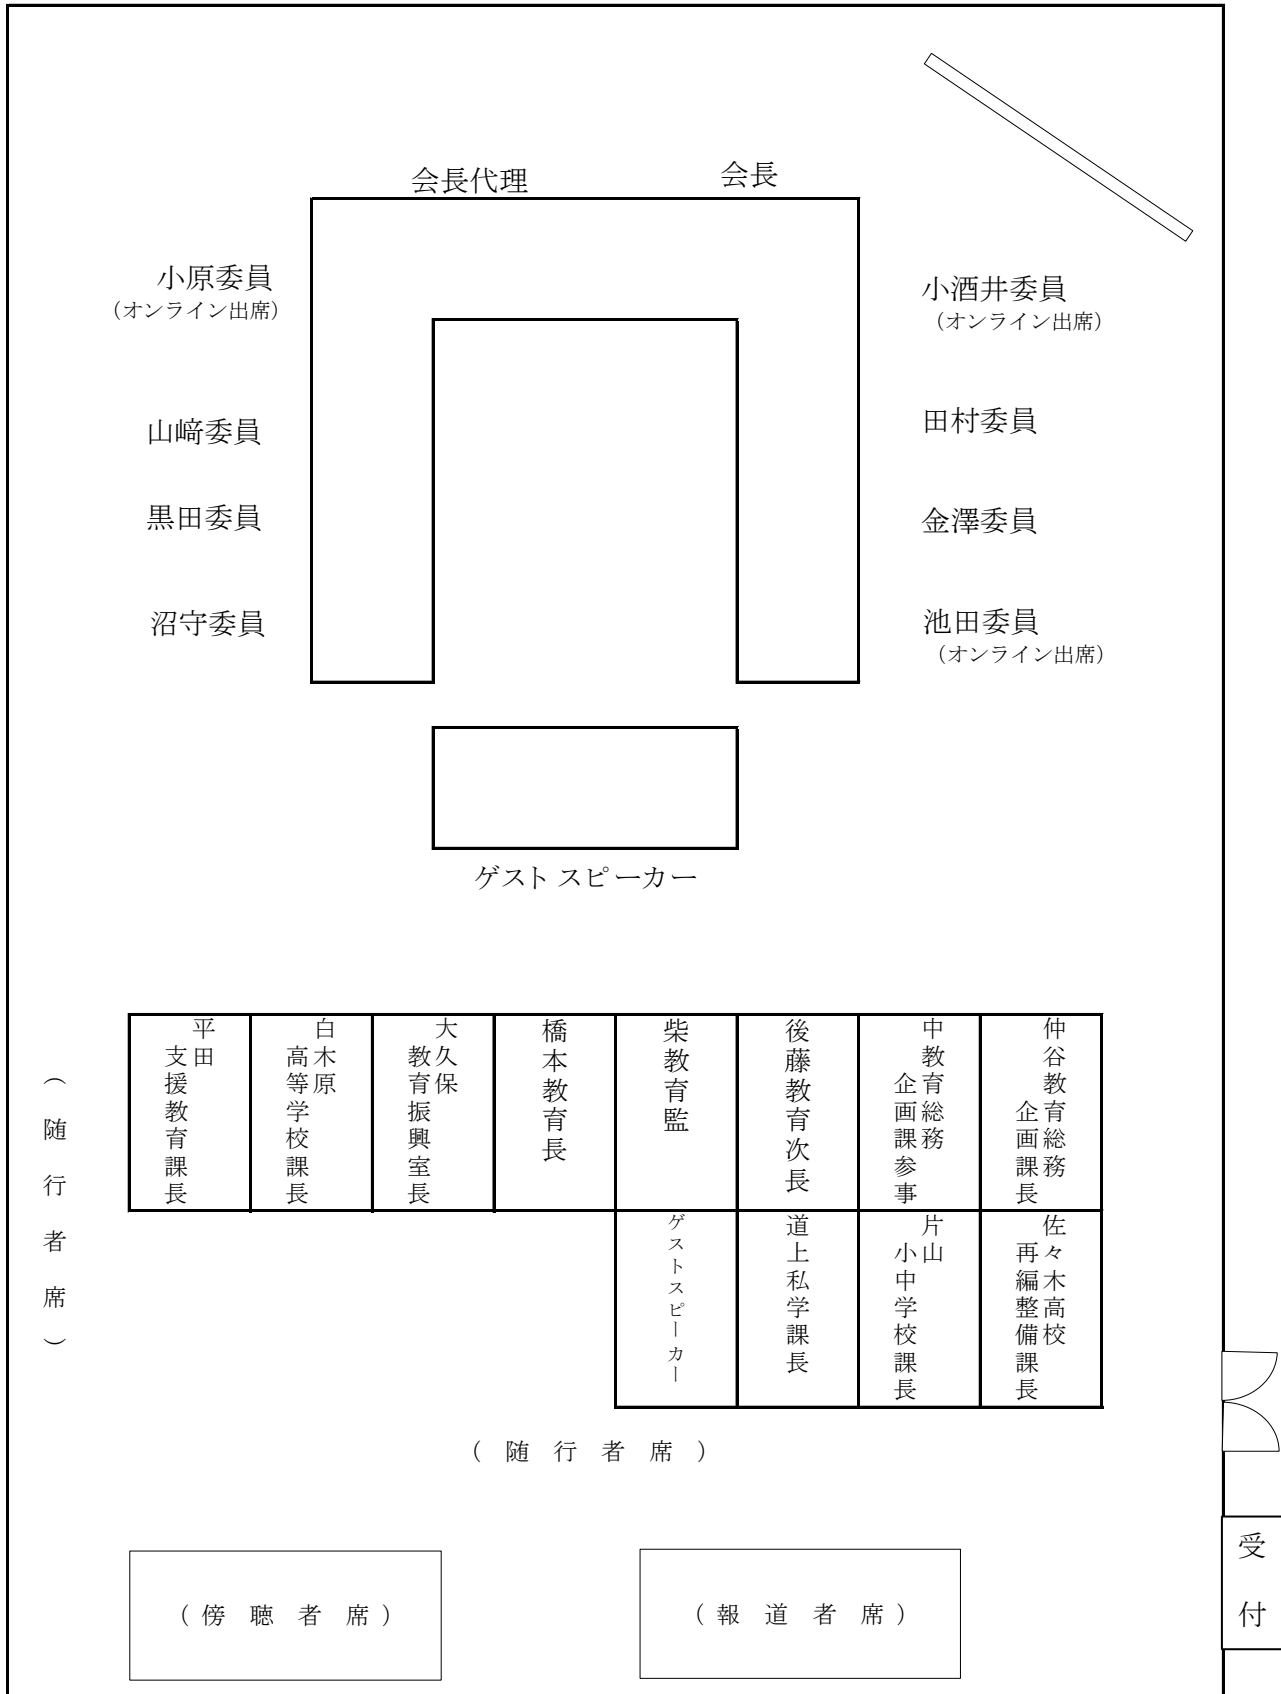 会長代理
会長
小原委員
（オンライン出席）
小酒井委員
（オンライン出席）
山﨑委員
田村委員
黒田委員
金澤委員
沼守委員
池田委員
（オンライン出席）
ゲストスピーカー
（随行者席）
平田
支援教育課長
白木原
高等学校課長
大久保
教育振興室長
橋本教育長
柴教育監
後藤教育次長
中教育総務
企画課参事
仲谷教育総務
企画課長
ゲストスピーカー
道上私学課長
片山
小中学校課長
佐々木高校
再編整備課長
（随行者席）
（傍聴者席）
（報道者席）
受付